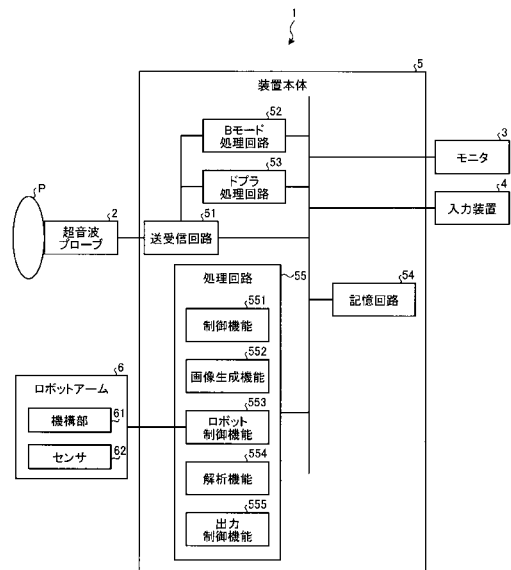 1
5
装置本体
52
Bモード
処理回路
53
ドプラ
処理回路
3
モニタ
4
入力装置
P
2
超音波
プローブ
51
送受信回路
処理回路
55
54
記憶回路
551
制御機能
552
画像生成機能
6
ロボットアーム
61
機構部
62
センサ
553
ロボット
制御機能
554
解析機能
555
出力
制御機能